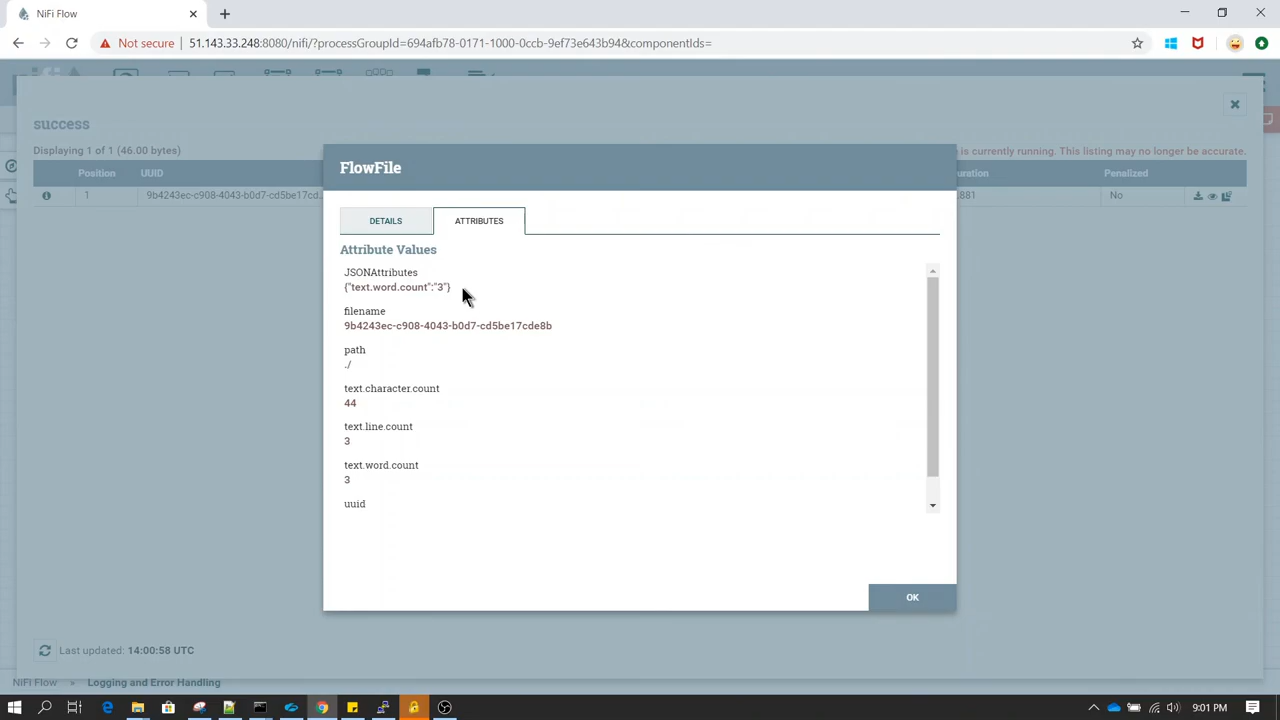 NiFi Flow
Not secure
51.143.33.248:8080/nifi/?processGroupId=694afb78-0171-1000-0ccb-9ef73e643b94&componentIds=
success
Displaying 1 of 1 (46.00 bytes)
is currently running. This listing may no longer be accurate.
Position UUID uration Penalized
1 9b4243ec-c908-4043-b0d7-cd5be17cd... .881 No
FlowFile
DETAILS ATTRIBUTES
Attribute Values
JSONAttributes
{"text.word.count":"3"}
filename
9b4243ec-c908-4043-b0d7-cd5be17cde8b
path
./
text.character.count
44
text.line.count
3
text.word.count
3
uuid
OK
Last updated: 14:00:58 UTC
NiFi Flow » Logging and Error Handling
9:01 PM